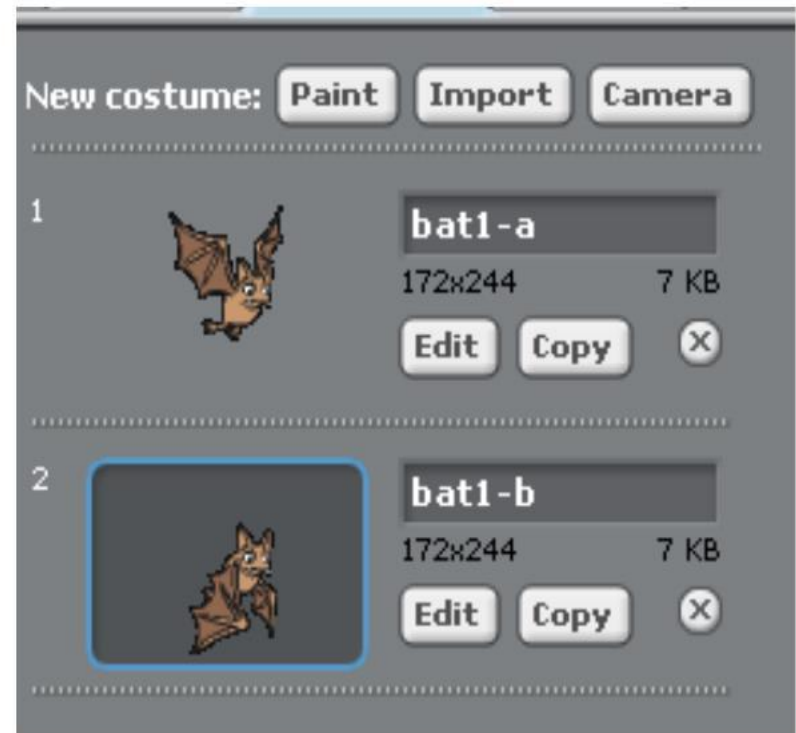 New costume: Paint Import Camera
1
bat1-a
172x244 7 KB
Edit Copy X
2
bat1-b
172x244 7 KB
Edit Copy X